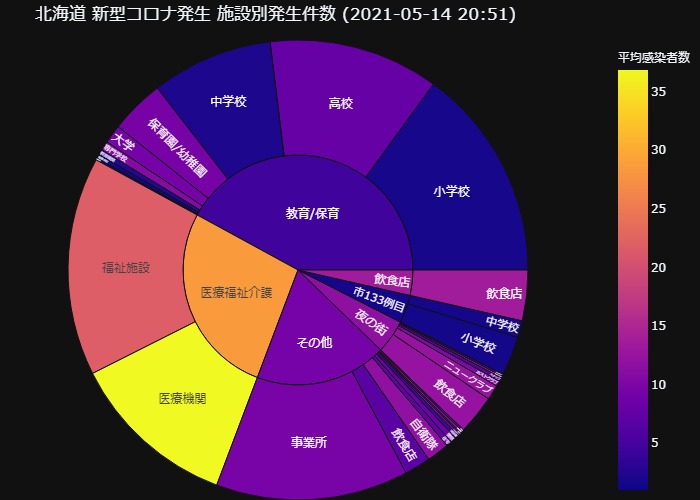 北海道 新型コロナ発生 施設別発生件数 (2021-05-14 20:51)
平均感染者数
35
30
25
20
15
10
5
中学校
高校
保育園/幼稚園
大学
専門学校
小学校
教育/保育
福祉施設
医療福祉介護
飲食店
飲食店
市133例目
中学校
夜の街
小学校
その他
ニュークラブ
飲食店
医療機関
自衛隊
飲食店
事業所